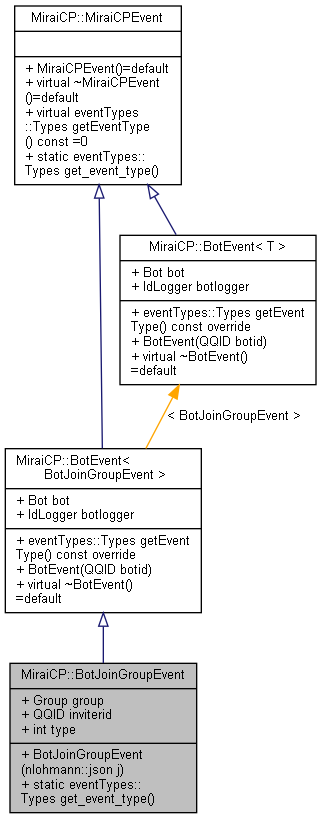 MiraiCP::MiraiCPEvent
+ MiraiCPEvent()=default
+ virtual ~MiraiCPEvent
()=default
+ virtual eventTypes
::Types getEventType
() const =0
+ static eventTypes::
Types get_event_type()
MiraiCP::BotEvent< T >
+ Bot bot
+ IdLogger botlogger
+ eventTypes::Types getEvent
Type() const override
+ BotEvent(QQID botid)
+ virtual ~BotEvent()
=default
< BotJoinGroupEvent >
MiraiCP::BotEvent<
BotJoinGroupEvent >
+ Bot bot
+ IdLogger botlogger
+ eventTypes::Types getEvent
Type() const override
+ BotEvent(QQID botid)
+ virtual ~BotEvent()
=default
MiraiCP::BotJoinGroupEvent
+ Group group
+ QQID inviterid
+ int type
+ BotJoinGroupEvent
(nlohmann::json j)
+ static eventTypes::
Types get_event_type()